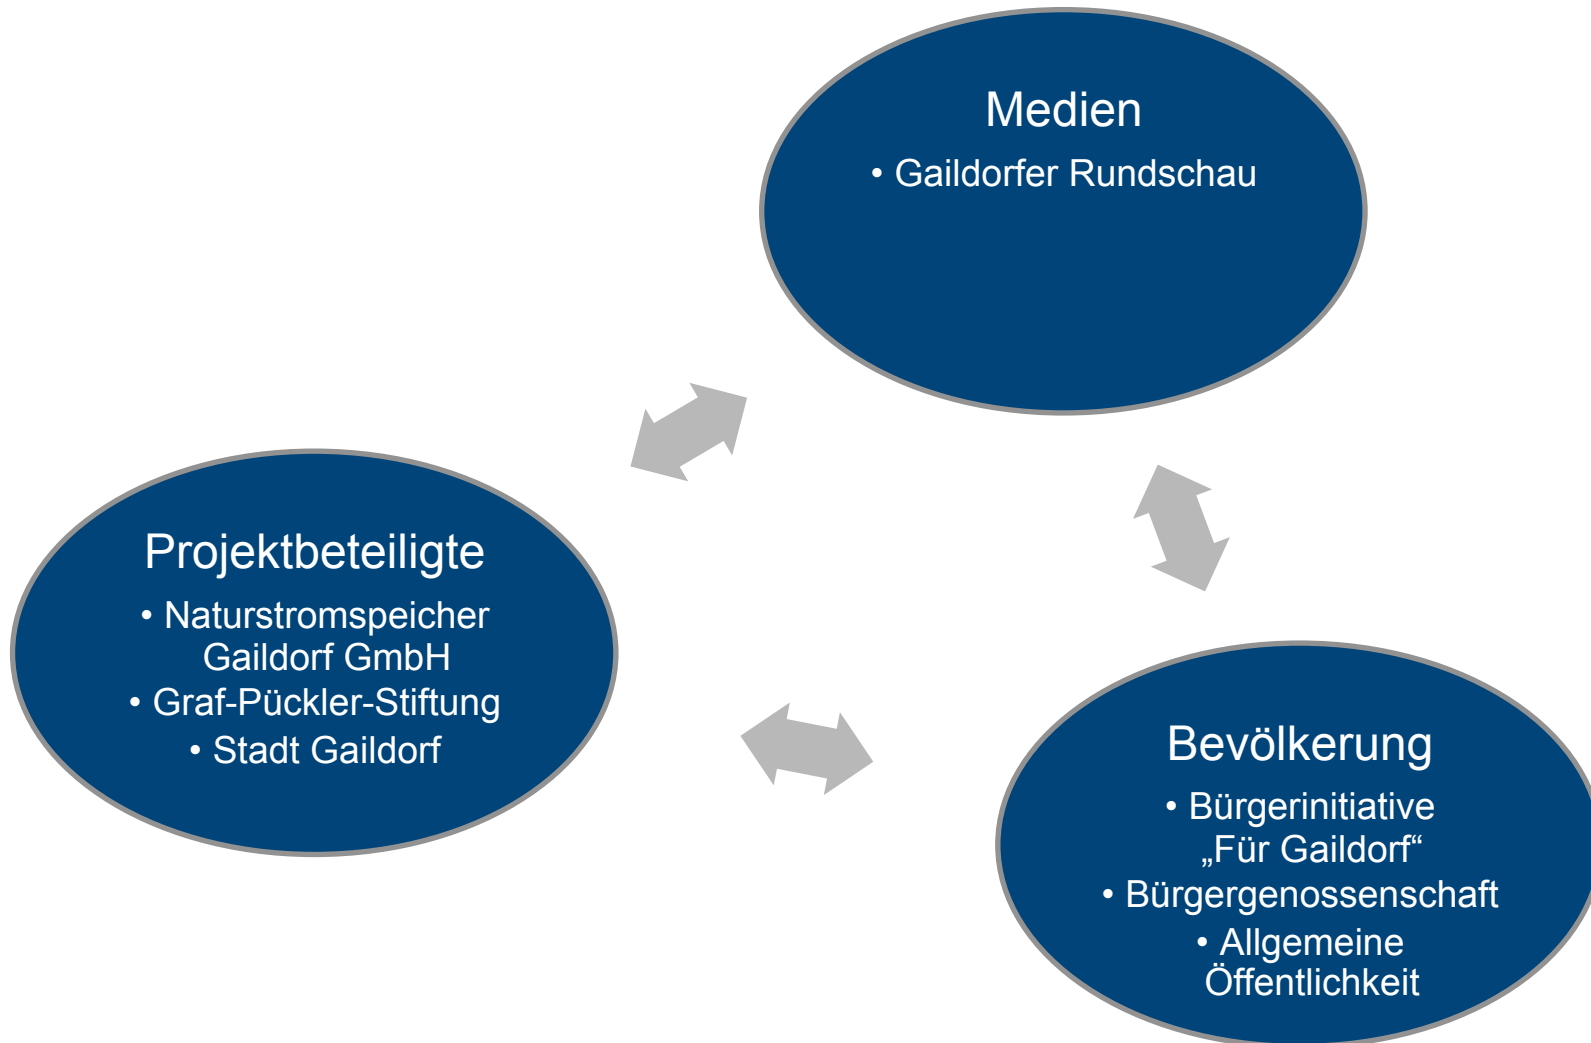 Medien
• Gaildorfer Rundschau
Projektbeteiligte
• Naturstromspeicher
Gaildorf GmbH
• Graf-Pückler-Stiftung
• Stadt Gaildorf
Bevölkerung
• Bürgerinitiative
„Für Gaildorf“
• Bürgergenossenschaft
• Allgemeine
Öffentlichkeit